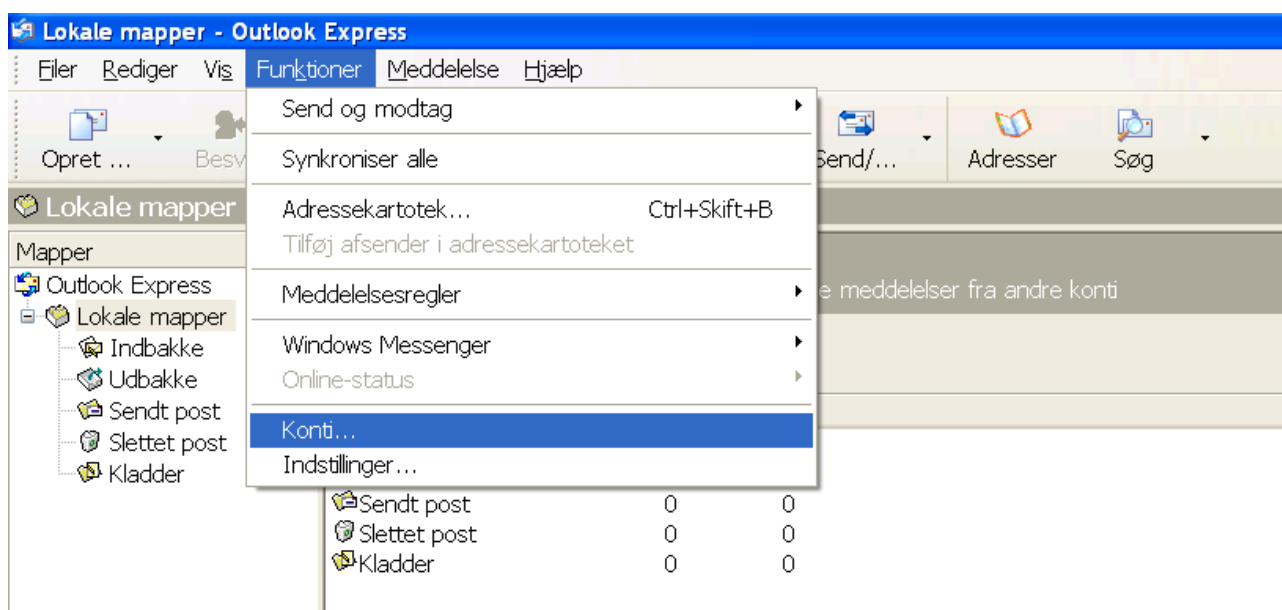 Lokale mapper - Outlook Express
Filer Rediger Vis Funktioner Meddelelse Hjælp
Opret ... Send/... Adresser Søg
Lokale mapper
Mapper
Outlook Express
Lokale mapper
Indbakke
Udbakke
Sendt post
Slettet post
Kladder
Send og modtag
Synkroniser alle
Adressekartotek... Ctrl+Skift+B
Tilføj afsender i adressekartoteket
Meddelelsesregler
Windows Messenger
Online-status
Konti...
Indstillinger...
meddelelser fra andre konti
Sendt post 0 0
Slettet post 0 0
Kladder 0 0